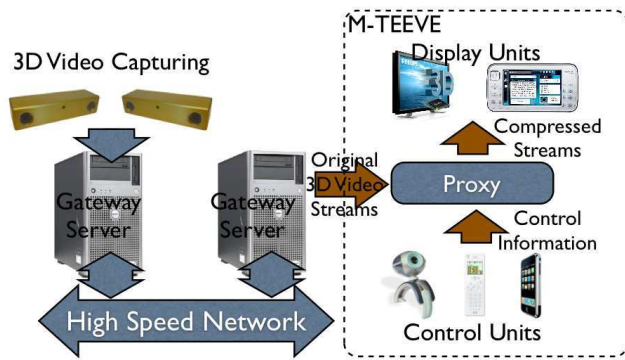 M-TEEVE
Display Units
3D Video Capturing
Compressed
Streams
Original
3D Video
Streams
Proxy
Gateway
Server
Gateway
Server
Control
Information
High Speed Network
Control Units